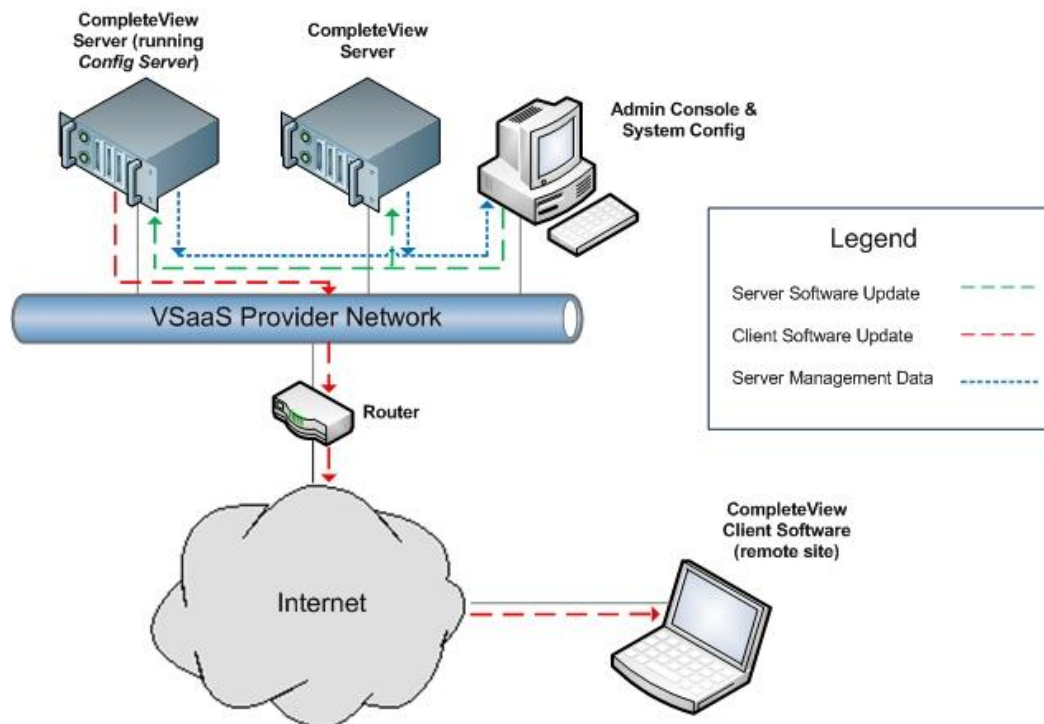 CompleteView
Server (running
Config Server)
CompleteView
Server
Admin Console &
System Config
Legend
Server Software Update
Client Software Update
Server Management Data
VSaaS Provider Network
Router
Internet
CompleteView
Client Software
(remote site)